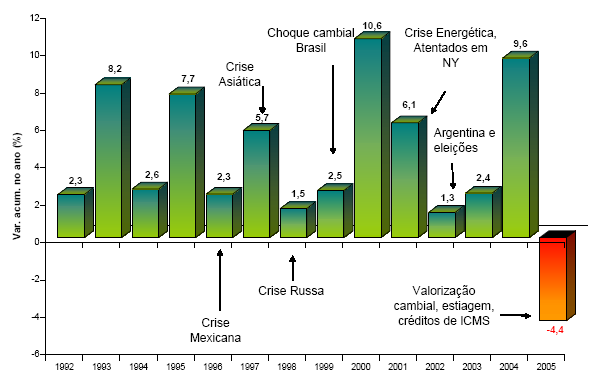 Var. acum. no ano (%)
12
10
8
6
4
2
0
-2
-4
-6
2,3
8,2
2,6
7,7
2,3
5,7
1,5
2,5
10,6
6,1
1,3
2,4
9,6
-4,4
Crise
Asiática
Choque cambial
Brasil
Crise Energética,
Atentados em
NY
Argentina e
eleições
Crise
Mexicana
Crise Russa
Valorização
cambial, estiagem,
créditos de ICMS
1992
1993
1994
1995
1996
1997
1998
1999
2000
2001
2002
2003
2004
2005